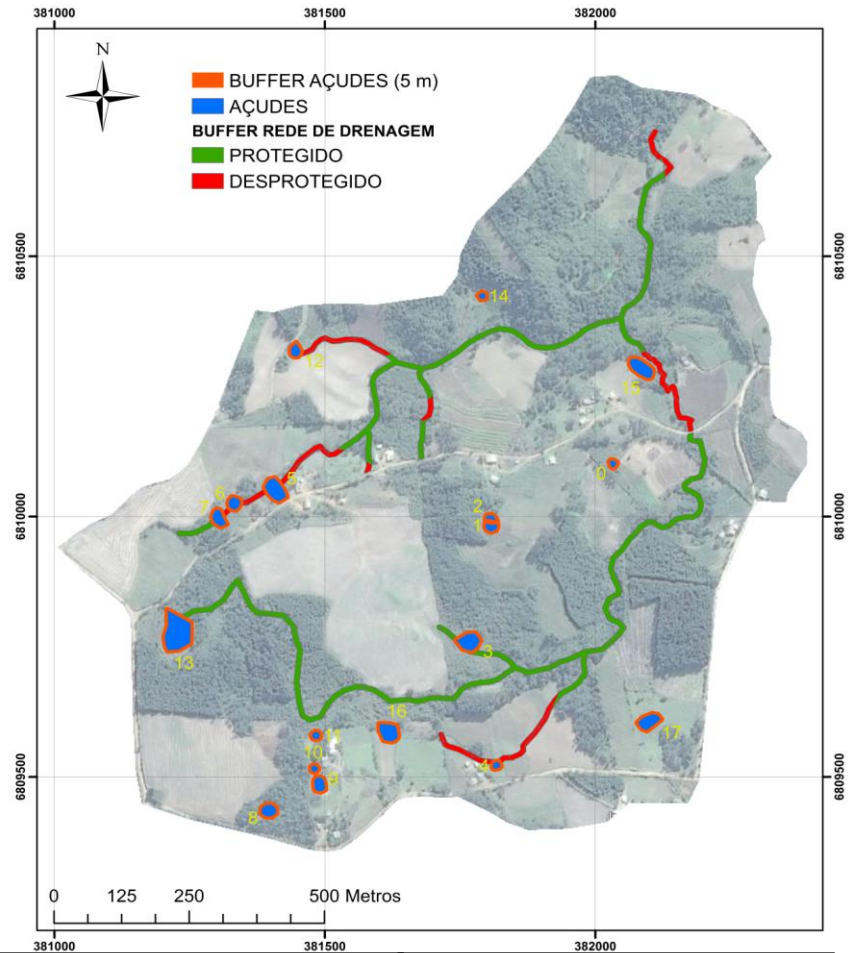 381000 381500 382000
N
BUFFER AÇUDES (5 m)
AÇUDES
BUFFER REDE DE DRENAGEM
PROTEGIDO
DESPROTEGIDO
6810500 6810500
14
12
15
0
5
6
7
2
1
6810000 6810000
3
13
16
17
11
10
4
9
8
6809500 6809500
0 125 250 500 Metros
381000 381500 382000